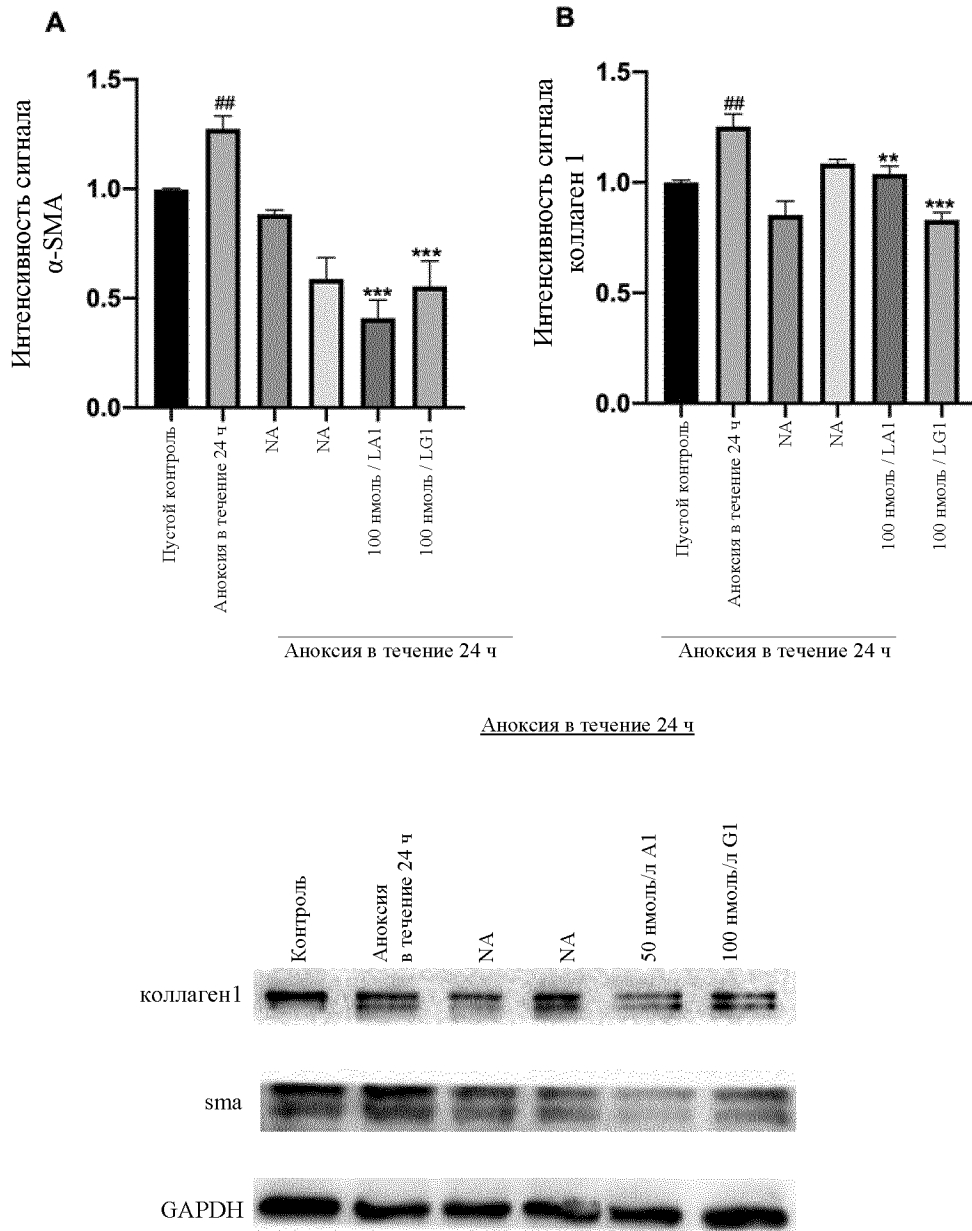 A
Интенсивность сигнала
α-SMA
1.5
1.0
0.5
0.0
##
***
***
Пустой контроль
Аноксия в течение 24 ч
NA
NA
100 нмоль / LA1
100 нмоль / LG1
Аноксия в течение 24 ч
B
Интенсивность сигнала
коллаген 1
1.5
1.0
0.5
0.0
##
**
***
Пустой контроль
Аноксия в течение 24 ч
NA
NA
100 нмоль / LA1
100 нмоль / LG1
Аноксия в течение 24 ч
Аноксия в течение 24 ч
Контроль
Аноксия
в течение 24 ч
NA
NA
50 нмоль/л A1
100 нмоль/л G1
коллаген1
sma
GAPDH